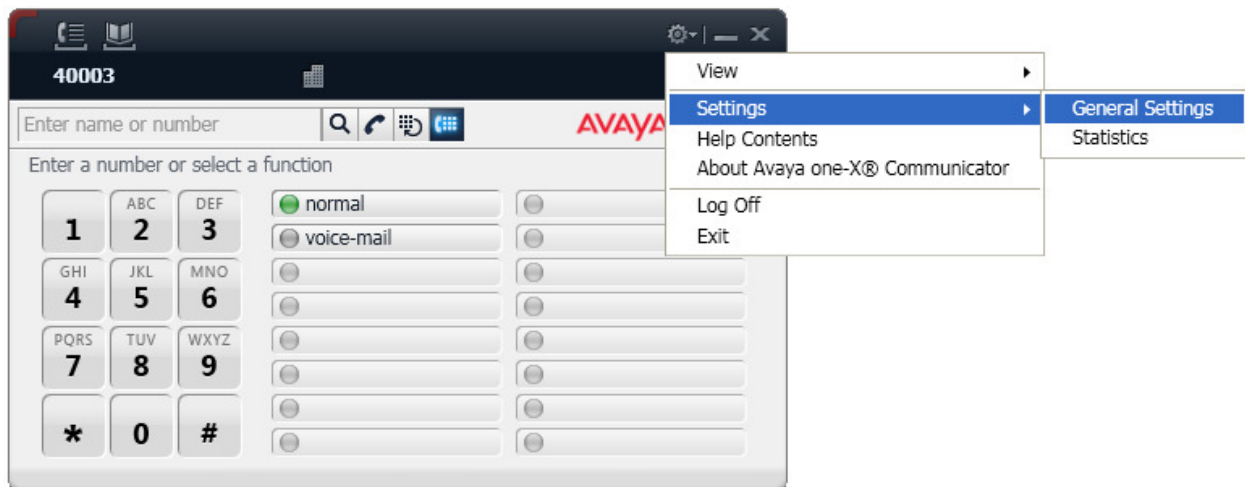 40003
Enter name or number
AVAYA
Enter a number or select a function
1
ABC
2
DEF
3
GHI
4
JKL
5
MNO
6
PQRS
7
TUV
8
WXYZ
9
*
0
#
normal
voice-mail
View
Settings
Help Contents
About Avaya one-X® Communicator
Log Off
Exit
General Settings
Statistics